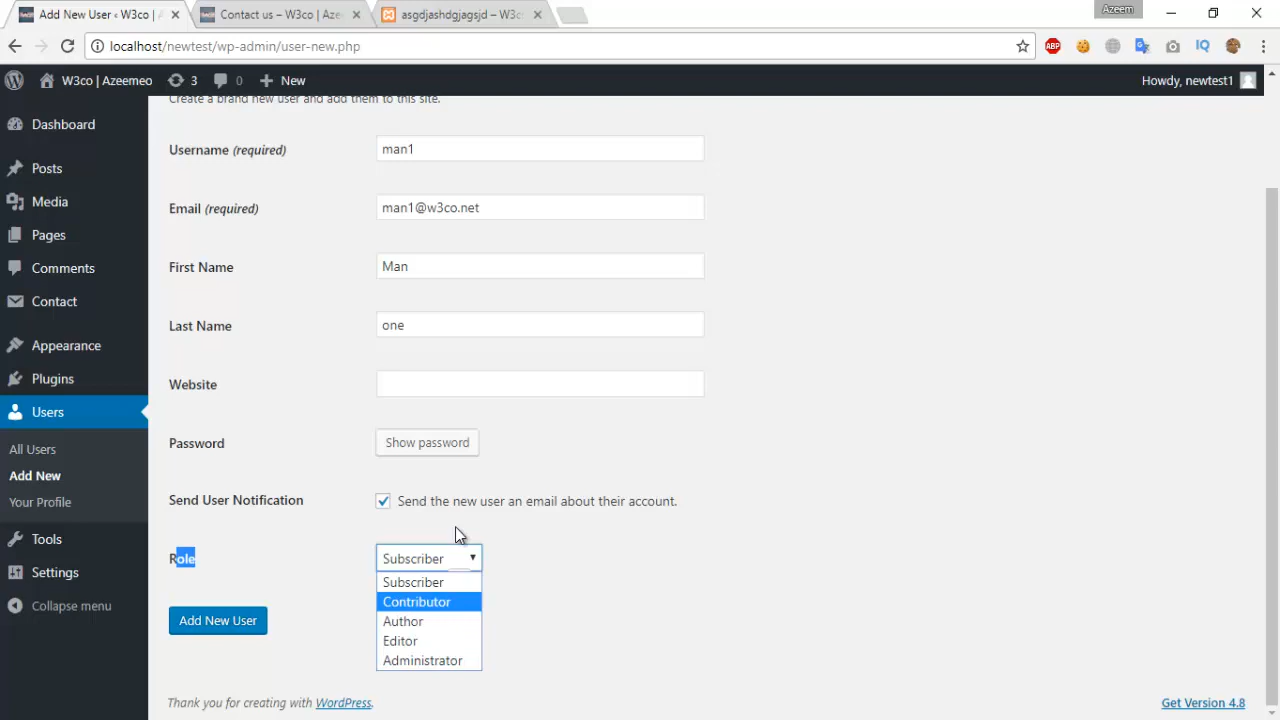 Add New User ‹ W3co | A
Contact us – W3co | Azee
asgdjashdgjagsjd – W3c
Azeem
localhost/newtest/wp-admin/user-new.php
ABP
IQ
W3co | Azeemeo
3
0
New
Howdy, newtest1
Create a brand new user and add them to this site.
Dashboard
Posts
Media
Pages
Comments
Contact
Appearance
Plugins
Users
All Users
Add New
Your Profile
Tools
Settings
Collapse menu
Username (required)
man1
Email (required)
man1@w3co.net
First Name
Man
Last Name
one
Website
Password
Show password
Send User Notification
Send the new user an email about their account.
Role
Subscriber
Subscriber
Contributor
Author
Editor
Administrator
Add New User
Thank you for creating with WordPress.
Get Version 4.8